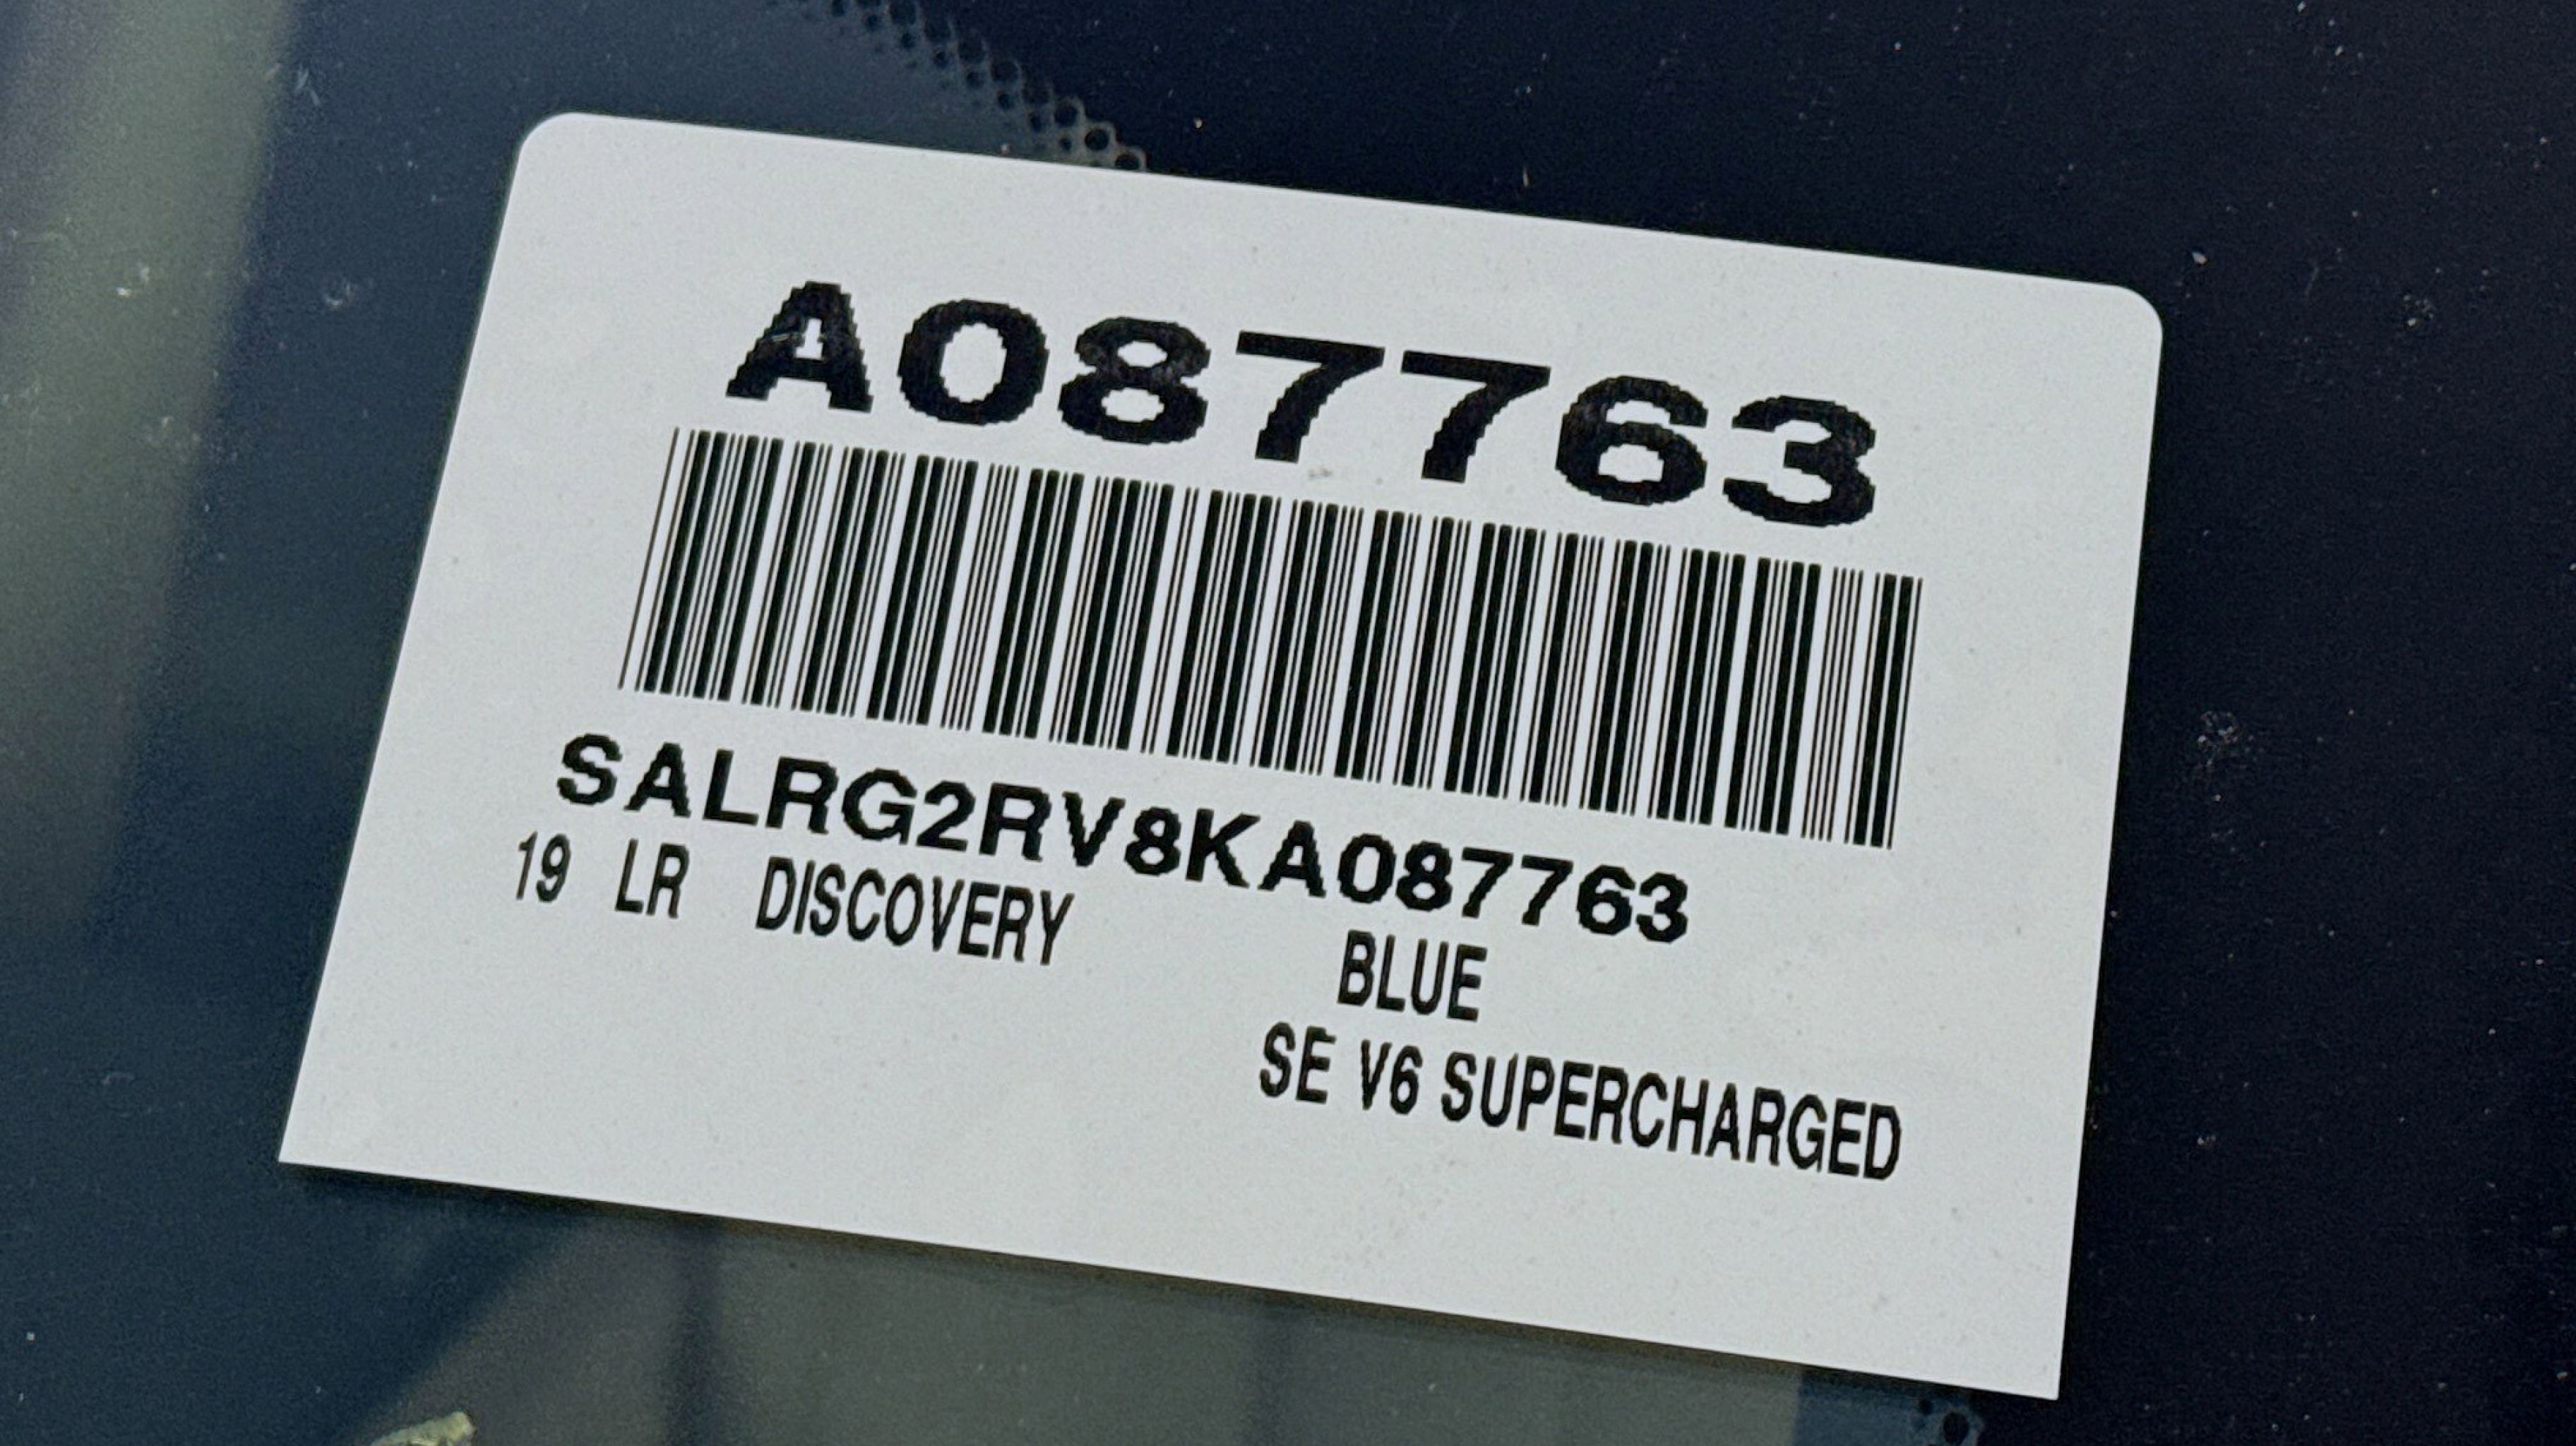 A087763
SALRG2RV8KA087763
19 LR DISCOVERY BLUE
SE V6 SUPERCHARGED